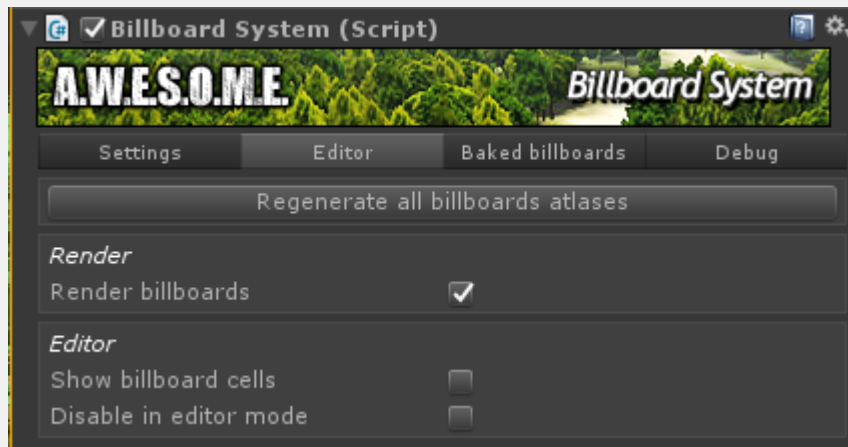 Billboard System (Script)
A.W.E.S.O.M.E. Billboard System
Settings Editor Baked billboards Debug
Regenerate all billboards atlases
Render
Render billboards
Editor
Show billboard cells
Disable in editor mode